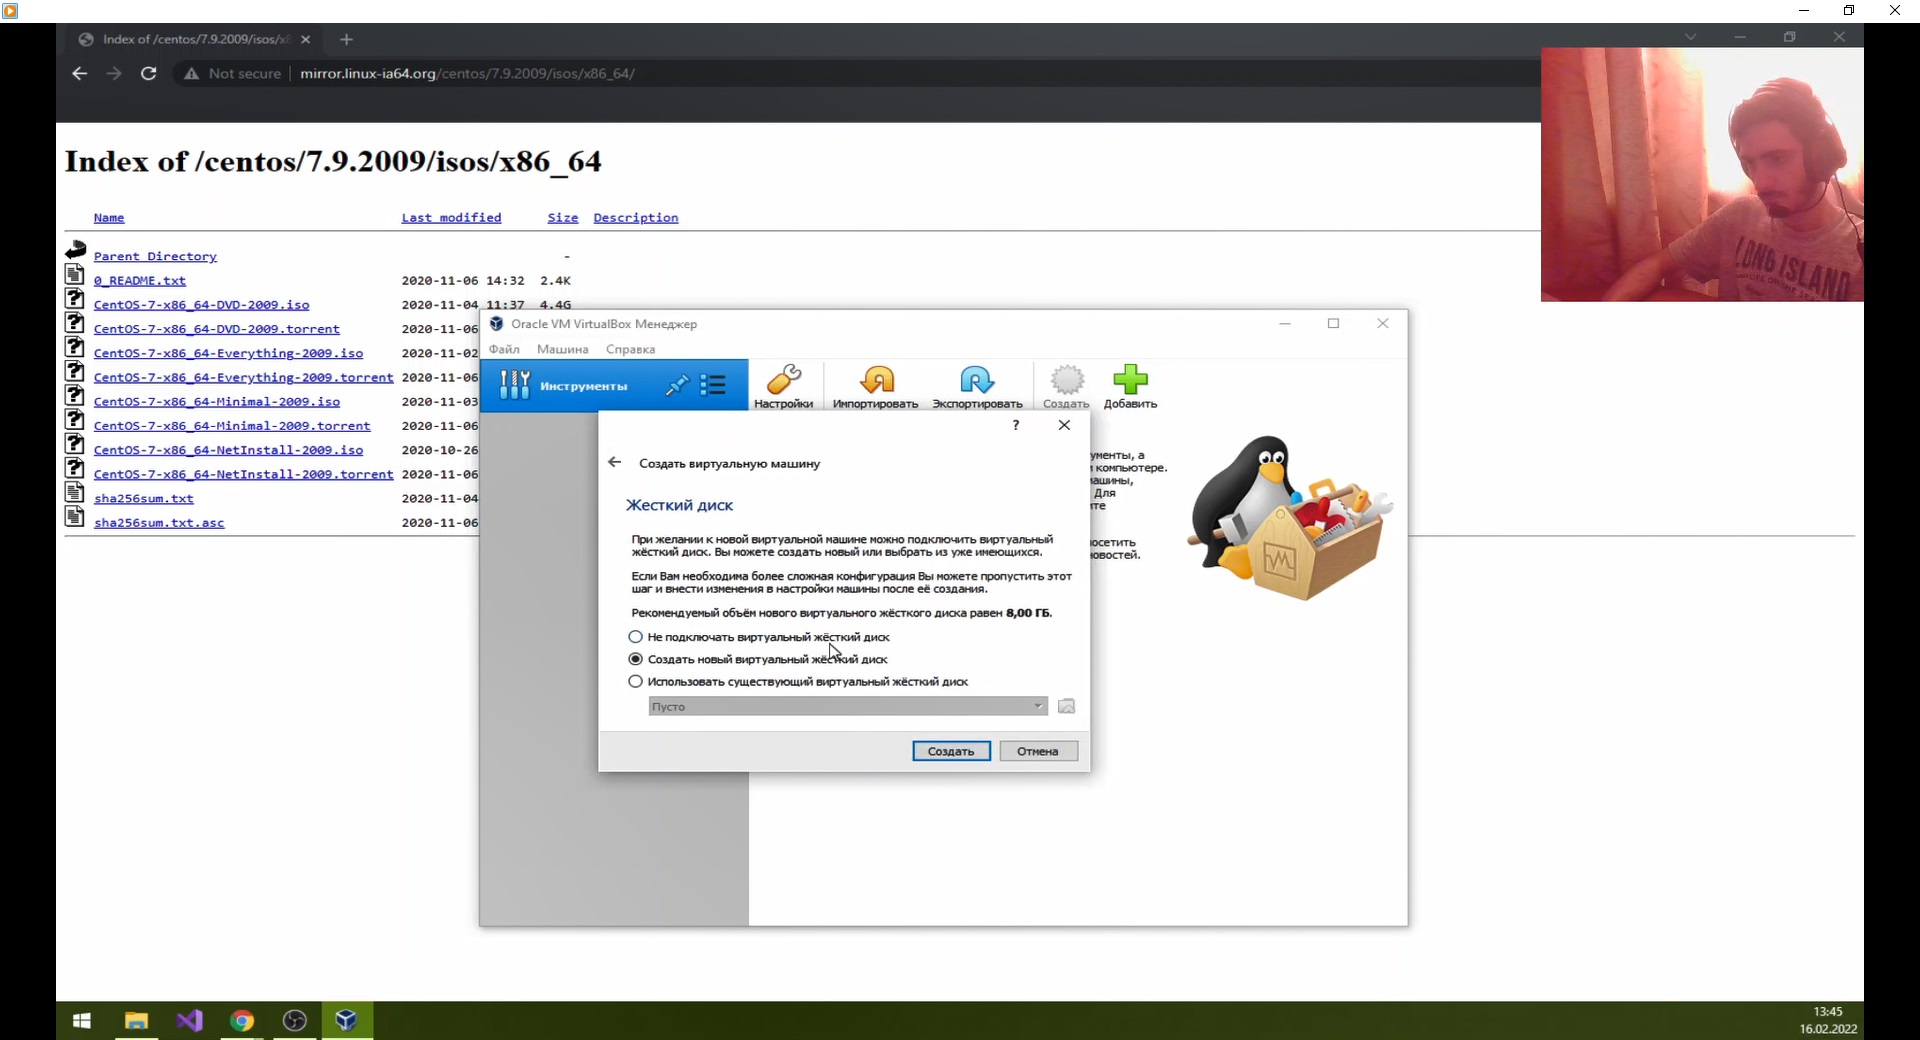 Index of /centos/7.9.2009/isos/x8
Not secure
mirror.linux-ia64.org/centos/7.9.2009/isos/x86_64/
Index of /centos/7.9.2009/isos/x86_64
Name Last modified Size Description
Parent Directory -
0_README.txt 2020-11-06 14:32 2.4K
CentOS-7-x86_64-DVD-2009.iso 2020-11-04 11:37 4.4G
CentOS-7-x86_64-DVD-2009.torrent 2020-11-06
CentOS-7-x86_64-Everything-2009.iso 2020-11-02
CentOS-7-x86_64-Everything-2009.torrent 2020-11-06
CentOS-7-x86_64-Minimal-2009.iso 2020-11-03
CentOS-7-x86_64-Minimal-2009.torrent 2020-11-06
CentOS-7-x86_64-NetInstall-2009.iso 2020-10-26
CentOS-7-x86_64-NetInstall-2009.torrent 2020-11-06
sha256sum.txt 2020-11-04
sha256sum.txt.asc 2020-11-06
LONG ISLAND
Oracle VM VirtualBox Менеджер
Файл Машина Справка
Инструменты
Настройки Импортировать Экспортировать Создать Добавить
ументы, а
компьютере.
ашины,
Для
те
осетить
овостей.
?
Создать виртуальную машину
Жесткий диск
При желании к новой виртуальной машине можно подключить виртуальный
жёсткий диск. Вы можете создать новый или выбрать из уже имеющихся.
Если Вам необходима более сложная конфигурация Вы можете пропустить этот
шаг и внести изменения в настройки машины после её создания.
Рекомендуемый объём нового виртуального жёсткого диска равен 8,00 ГБ.
Не подключать виртуальный жёсткий диск
Создать новый виртуальный жёсткий диск
Использовать существующий виртуальный жёсткий диск
Пусто
Создать Отмена
13:45
16.02.2022